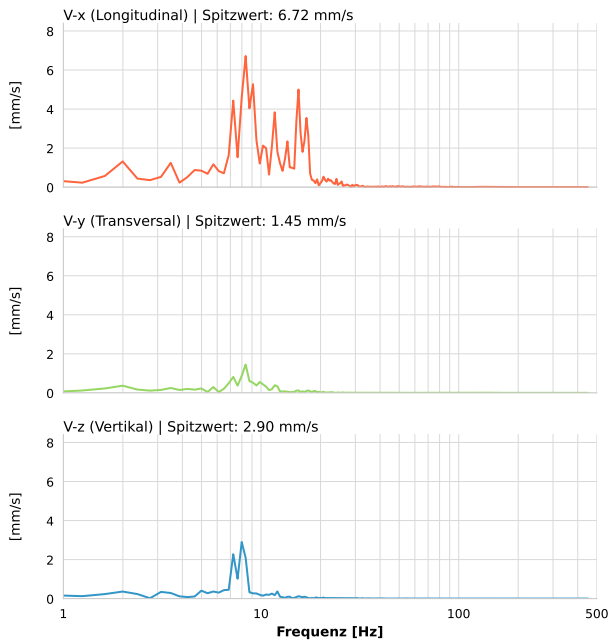 V-x (Longitudinal) | Spitzwert: 6.72 mm/s
8
6
4
2
0
[mm/s]
V-y (Transversal) | Spitzwert: 1.45 mm/s
8
6
4
2
0
[mm/s]
V-z (Vertikal) | Spitzwert: 2.90 mm/s
8
6
4
2
0
[mm/s]
1 10 100 500
Frequenz [Hz]